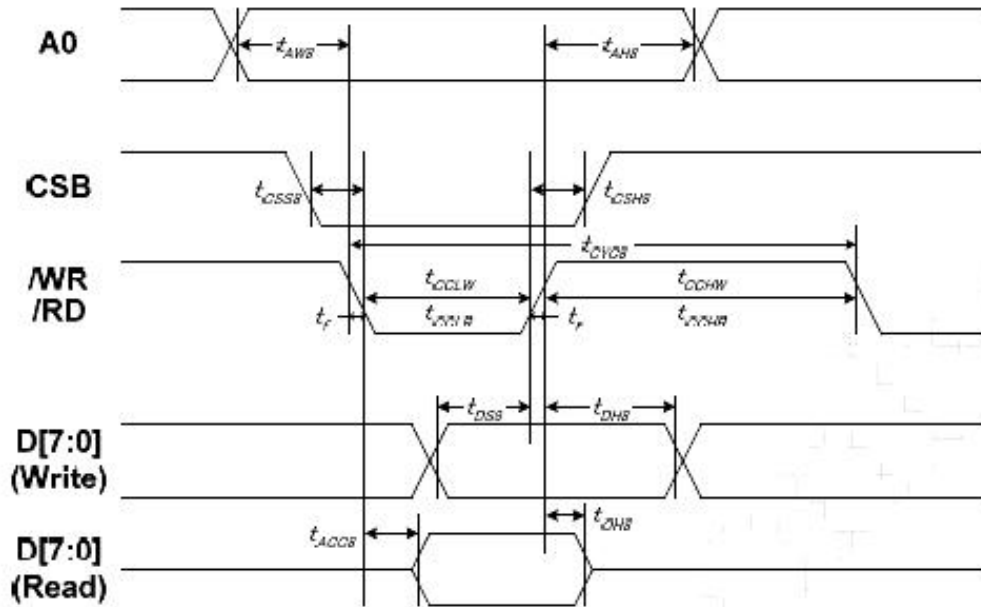 A0
tAW8
tAH8
CSB
tCSS8
tCSH8
tCYC8
/WR
/RD
tCCLW
tCCHW
tF
tDS8
tDH8
D[7:0]
(Write)
tACC8
tOH8
D[7:0]
(Read)